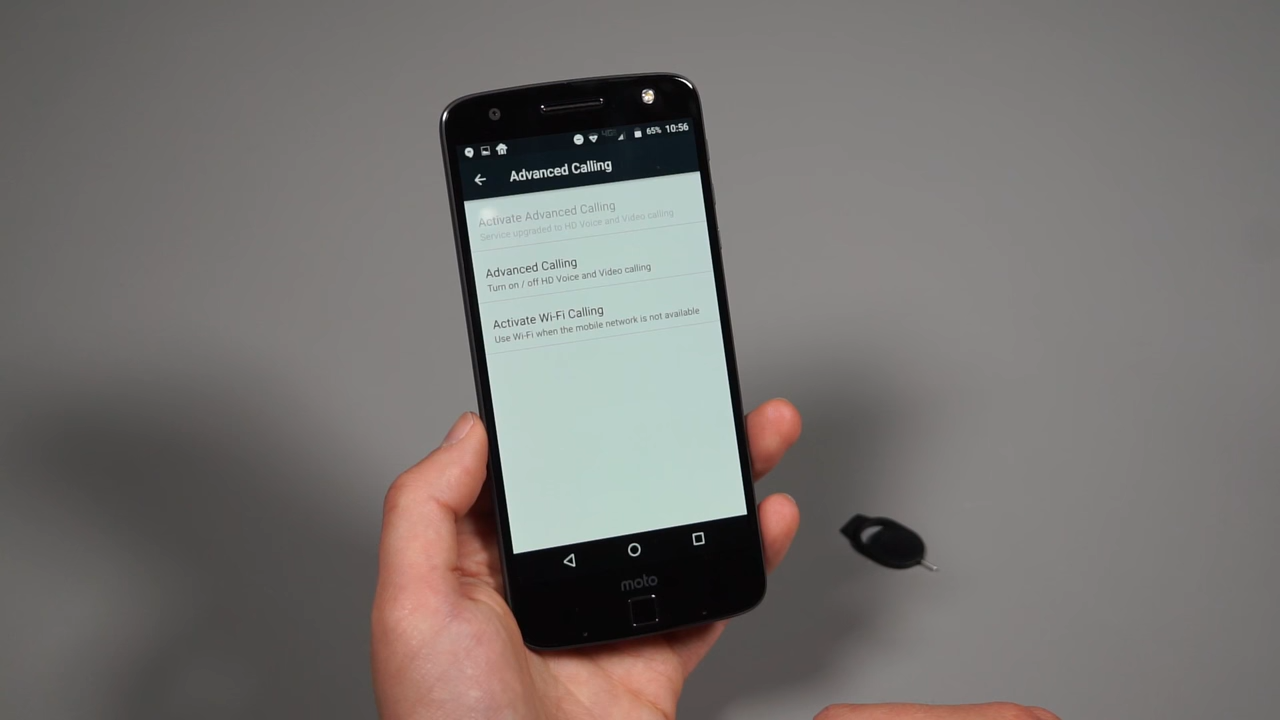 65% 10:56
Advanced Calling
Activate Advanced Calling
Service upgraded to HD Voice and Video calling
Advanced Calling
Turn on / off HD Voice and Video calling
Activate Wi-Fi Calling
Use Wi-Fi when the mobile network is not available
moto